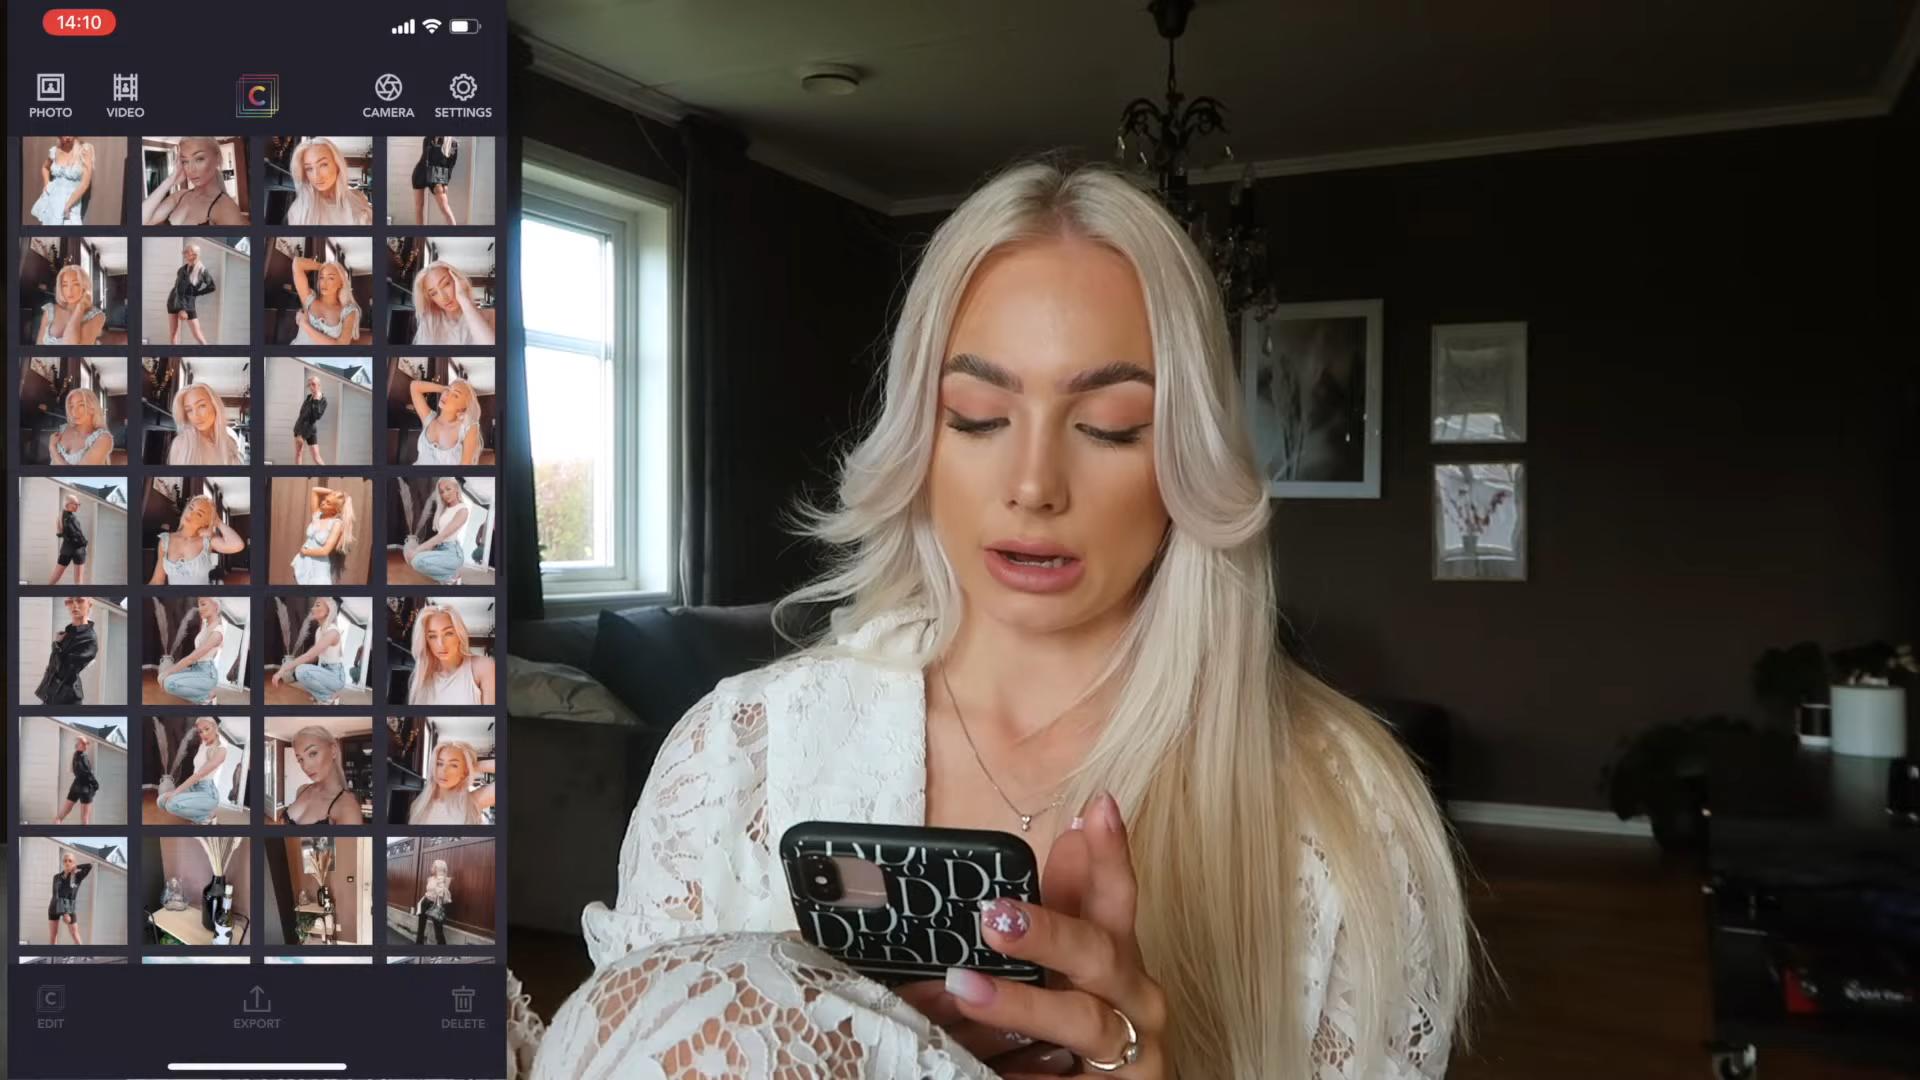 14:10
PHOTO
VIDEO
C
CAMERA
SETTINGS
C
EDIT
EXPORT
DELETE